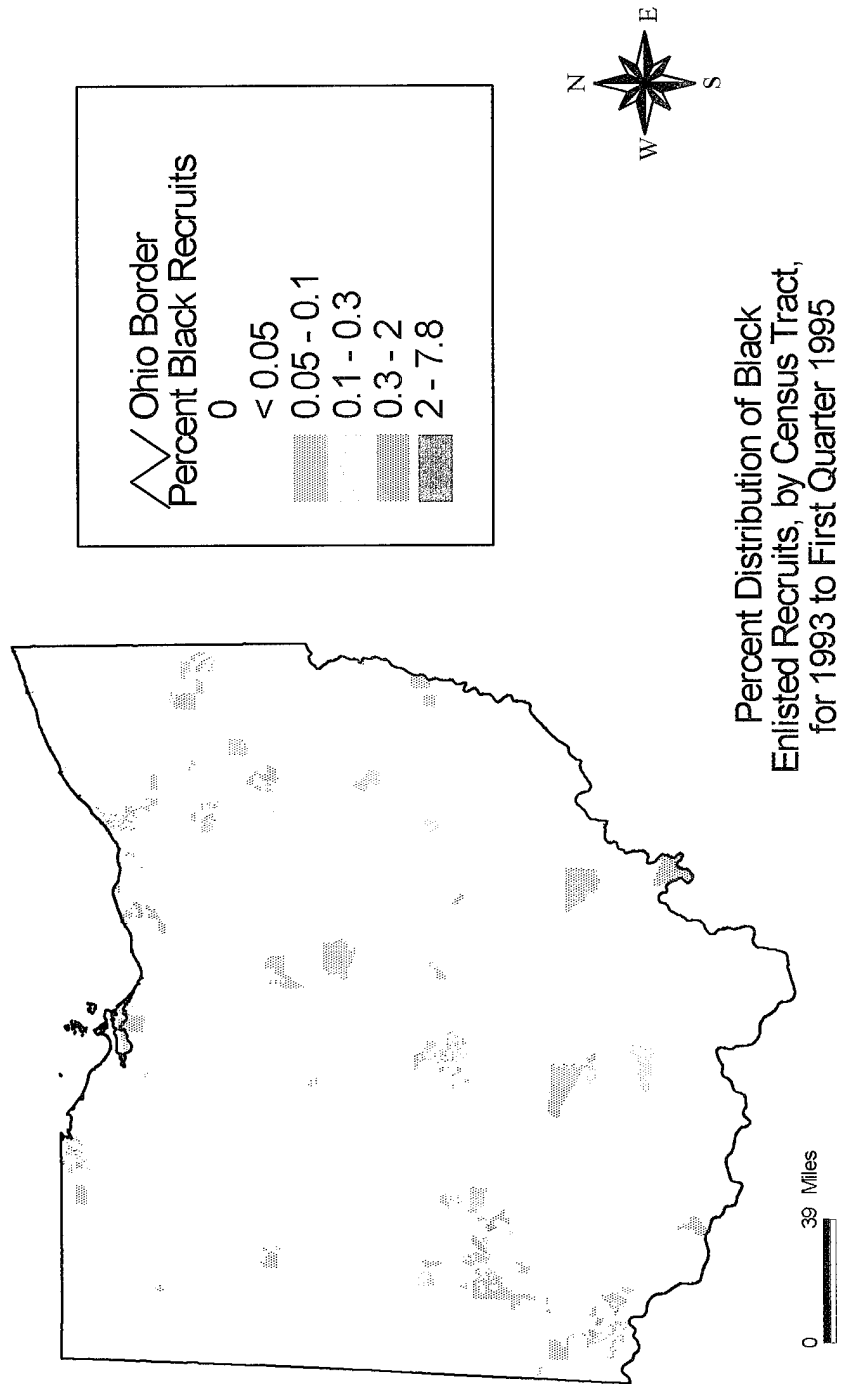 Ohio Border
Percent Black Recruits
0
< 0.05
0.05 - 0.1
0.1 - 0.3
0.3 - 2
2 - 7.8
N
W E
S
0 39 Miles
Percent Distribution of Black
Enlisted Recruits, by Census Tract,
for 1993 to First Quarter 1995